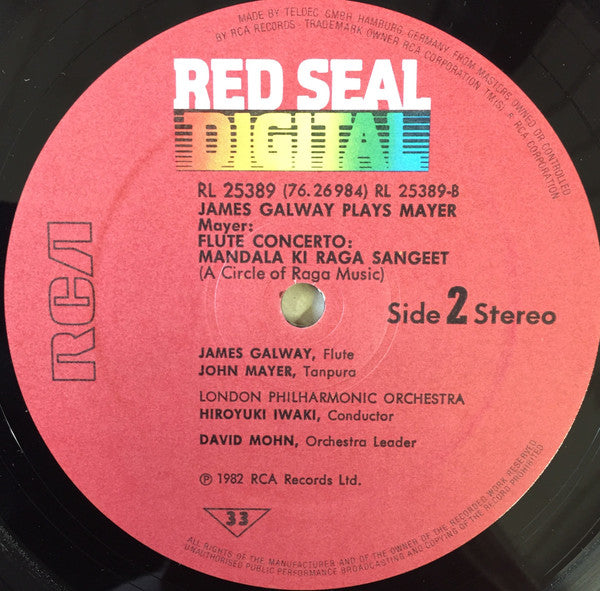 MADE BY TELDEC GMBH HAMBURG, GERMANY, FROM MASTERS OWNED OR CONTROLLED
BY RCA RECORDS - TRADEMARK OWNER RCA CORPORATION TM(S) ® RCA CORPORATION
RED SEAL
DIGITAL
RL 25389 (76.26984) RL 25389-B
JAMES GALWAY PLAYS MAYER
Mayer:
FLUTE CONCERTO:
MANDALA KI RAGA SANGEET
(A Circle of Raga Music)
RCA
Side 2 Stereo
JAMES GALWAY, Flute
JOHN MAYER, Tanpura
LONDON PHILHARMONIC ORCHESTRA
HIROYUKI IWAKI, Conductor
DAVID MOHN, Orchestra Leader
℗ 1982 RCA Records Ltd.
33
ALL RIGHTS OF THE MANUFACTURER AND OF THE OWNER OF THE RECORDED WORK RESERVED
UNAUTHORISED PUBLIC PERFORMANCE BROADCASTING AND COPYING OF THE RECORD PROHIBITED